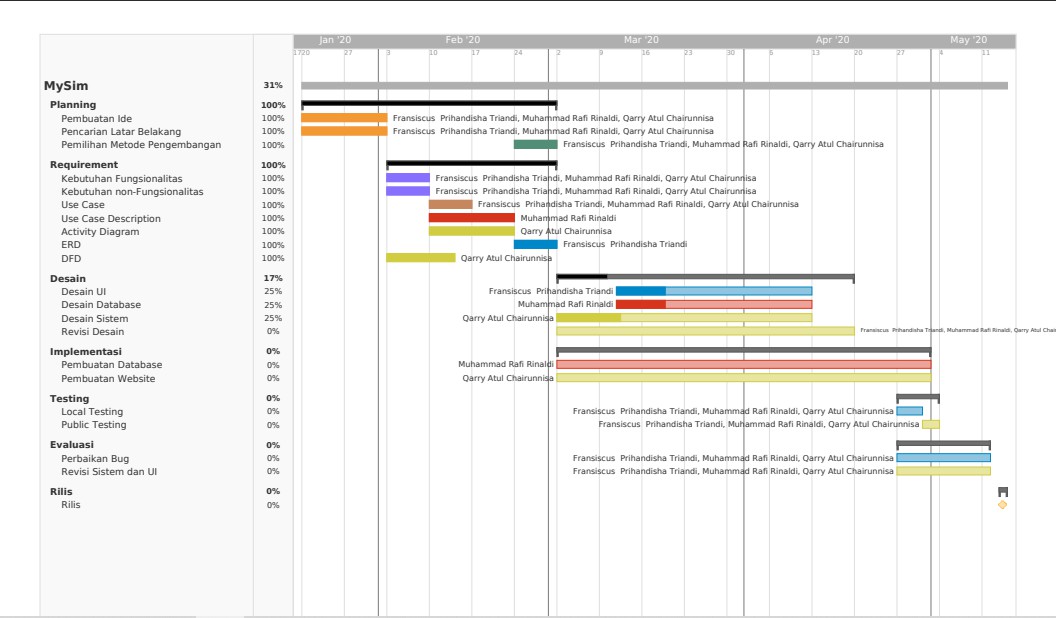 Jan '20 Feb '20 Mar '20 Apr '20 May '20
17 20 27 3 10 17 24 2 9 16 23 30 6 13 20 27 4 11
MySim 31%
Planning 100%
Pembuatan Ide 100% Fransiscus Prihandisha Triandi, Muhammad Rafi Rinaldi, Qarry Atul Chairunnisa
Pencarian Latar Belakang 100% Fransiscus Prihandisha Triandi, Muhammad Rafi Rinaldi, Qarry Atul Chairunnisa
Pemilihan Metode Pengembangan 100% Fransiscus Prihandisha Triandi, Muhammad Rafi Rinaldi, Qarry Atul Chairunnisa
Requirement 100%
Kebutuhan Fungsionalitas 100% Fransiscus Prihandisha Triandi, Muhammad Rafi Rinaldi, Qarry Atul Chairunnisa
Kebutuhan non-Fungsionalitas 100% Fransiscus Prihandisha Triandi, Muhammad Rafi Rinaldi, Qarry Atul Chairunnisa
Use Case 100% Fransiscus Prihandisha Triandi, Muhammad Rafi Rinaldi, Qarry Atul Chairunnisa
Use Case Description 100% Muhammad Rafi Rinaldi
Activity Diagram 100% Qarry Atul Chairunnisa
ERD 100% Fransiscus Prihandisha Triandi
DFD 100% Qarry Atul Chairunnisa
Desain 17%
Desain UI 25% Fransiscus Prihandisha Triandi
Desain Database 25% Muhammad Rafi Rinaldi
Desain Sistem 25% Qarry Atul Chairunnisa
Revisi Desain 0% Fransiscus Prihandisha Triandi, Muhammad Rafi Rinaldi, Qarry Atul Chair
Implementasi 0%
Pembuatan Database 0% Muhammad Rafi Rinaldi
Pembuatan Website 0% Qarry Atul Chairunnisa
Testing 0%
Local Testing 0% Fransiscus Prihandisha Triandi, Muhammad Rafi Rinaldi, Qarry Atul Chairunnisa
Public Testing 0% Fransiscus Prihandisha Triandi, Muhammad Rafi Rinaldi, Qarry Atul Chairunnisa
Evaluasi 0%
Perbaikan Bug 0% Fransiscus Prihandisha Triandi, Muhammad Rafi Rinaldi, Qarry Atul Chairunnisa
Revisi Sistem dan UI 0% Fransiscus Prihandisha Triandi, Muhammad Rafi Rinaldi, Qarry Atul Chairunnisa
Rilis 0%
Rilis 0%